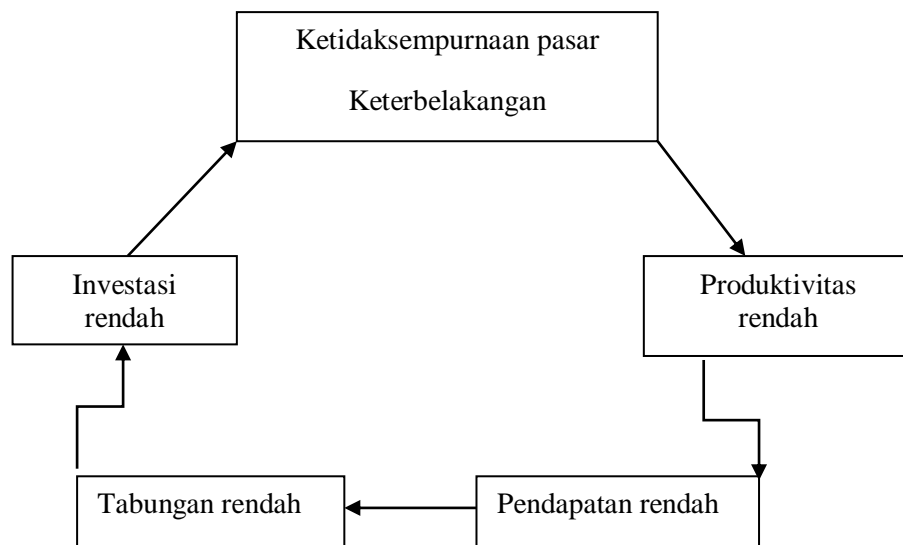 Ketidaksempurnaan pasar
Keterbelakangan
Investasi
rendah
Produktivitas
rendah
Tabungan rendah
Pendapatan rendah